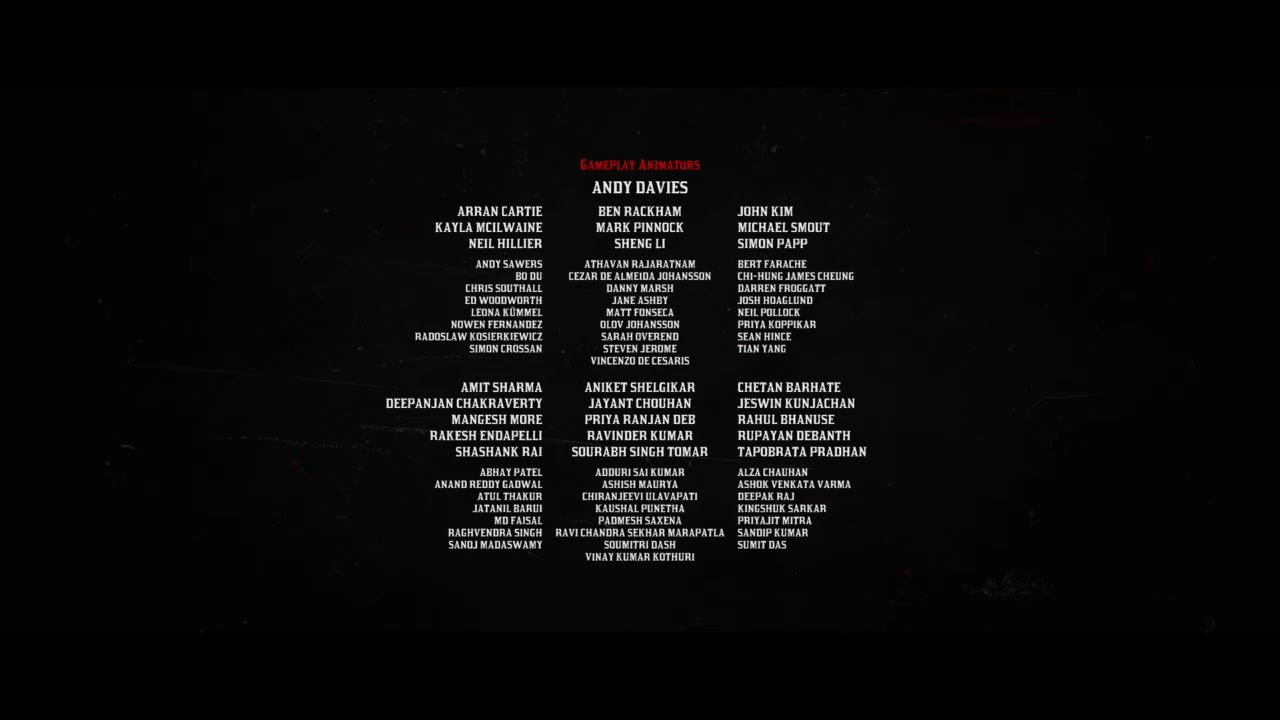 Gameplay Animators
ANDY DAVIES
ARRAN CARTIE BEN RACKHAM JOHN KIM
KAYLA MCILWAINE MARK PINNOCK MICHAEL SMOUT
NEIL HILLIER SHENG LI SIMON PAPP
ANDY SAWERS ATHAVAN RAJARATNAM BERT FARACHE
BO DU CEZAR DE ALMEIDA JOHANSSON CHI-HUNG JAMES CHEUNG
CHRIS SOUTHALL DANNY MARSH DARREN FROGGATT
ED WOODWORTH JANE ASHBY JOSH HOAGLUND
LEONA KÜMMEL MATT FONSECA NEIL POLLOCK
NOWEN FERNANDEZ OLOV JOHANSSON PRIYA KOPPIKAR
RADOSLAW KOSIERKIEWICZ SARAH OVEREND SEAN HINCE
SIMON CROSSAN STEVEN JEROME TIAN YANG
VINCENZO DE CESARIS
AMIT SHARMA ANIKET SHELGIKAR CHETAN BARHATE
DEEPANJAN CHAKRAVERTY JAYANT CHOUHAN JESWIN KUNJACHAN
MANGESH MORE PRIYA RANJAN DEB RAHUL BHANUSE
RAKESH ENDAPELLI RAVINDER KUMAR RUPAYAN DEBANTH
SHASHANK RAI SOURABH SINGH TOMAR TAPOBRATA PRADHAN
ABHAY PATEL ADDURI SAI KUMAR ALZA CHAUHAN
ANAND REDDY GADWAL ASHISH MAURYA ASHOK VENKATA VARMA
ATUL THAKUR CHIRANJEEVI ULAVAPATI DEEPAK RAJ
JATANIL BARUI KAUSHAL PUNETHA KINGSHUK SARKAR
MD FAISAL PADMESH SAXENA PRIYAJIT MITRA
RAGHVENDRA SINGH RAVI CHANDRA SEKHAR MARAPATLA SANDIP KUMAR
SANOJ MADASWAMY SOUMITRI DASH SUMIT DAS
VINAY KUMAR KOTHURI